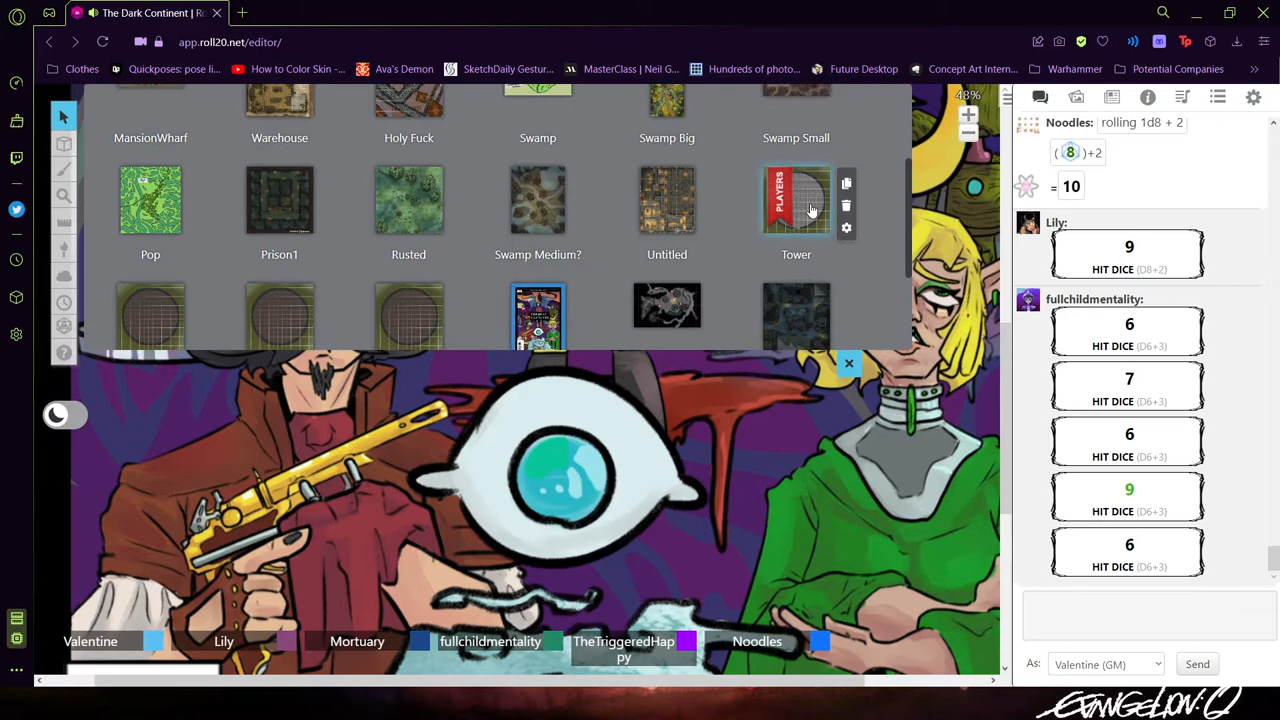 The Dark Continent | Ro
app.roll20.net/editor/
Tp
Clothes
Quickposes: pose li...
How to Color Skin -...
Ava's Demon
SketchDaily Gestur...
MasterClass | Neil G...
Hundreds of photo...
Future Desktop
Concept Art Intern...
Warhammer
Potential Companies
48%
MansionWharf
Warehouse
Holy Fuck
Swamp
Swamp Big
Swamp Small
PLAYERS
Pop
Prison1
Rusted
Swamp Medium?
Untitled
Tower
Valentine
Lily
Mortuary
fullchildmentality
TheTriggeredHap
py
Noodles
Noodles: rolling 1d8 + 2
(8)+2
= 10
Lily:
9
HIT DICE (D8+2)
fullchildmentality:
6
HIT DICE (D6+3)
7
HIT DICE (D6+3)
6
HIT DICE (D6+3)
9
HIT DICE (D6+3)
6
HIT DICE (D6+3)
As:
Valentine (GM)
Send